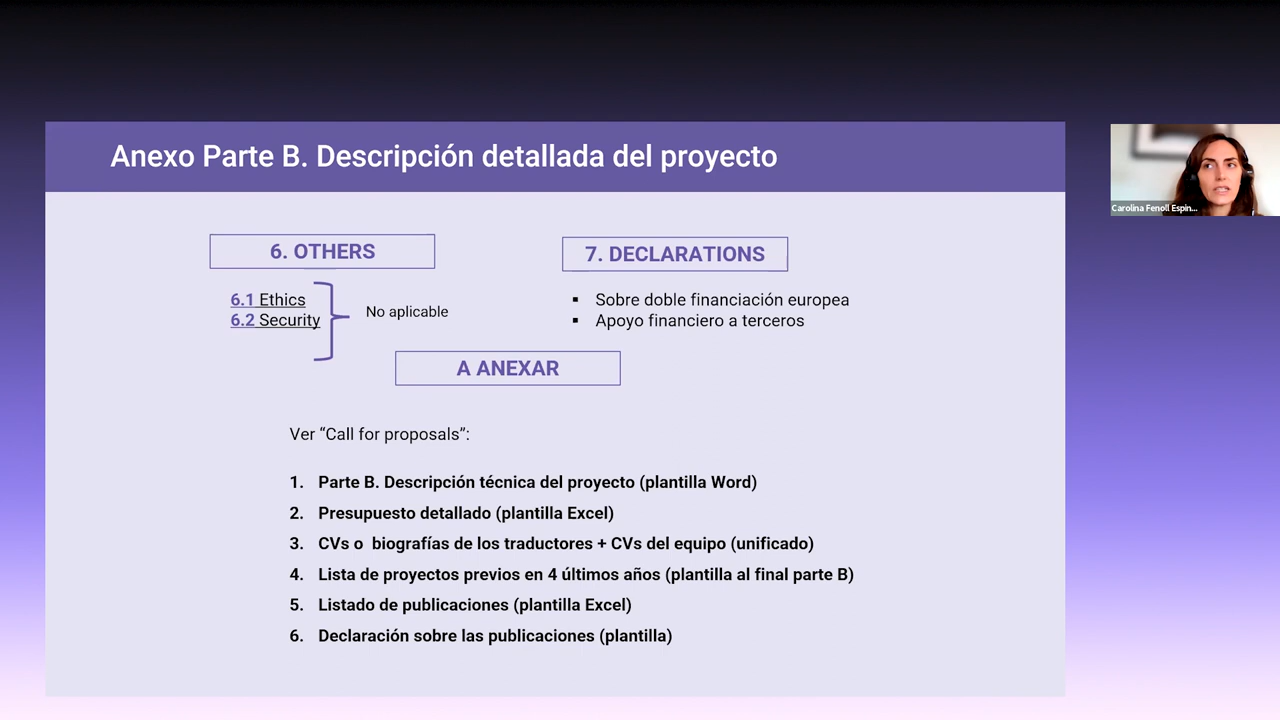 Anexo Parte B. Descripción detallada del proyecto
Carolina Fenoll Espin...
6. OTHERS
7. DECLARATIONS
6.1 Ethics
6.2 Security
No aplicable
▪ Sobre doble financiación europea
▪ Apoyo financiero a terceros
A ANEXAR
Ver “Call for proposals”:
1. Parte B. Descripción técnica del proyecto (plantilla Word)
2. Presupuesto detallado (plantilla Excel)
3. CVs o biografías de los traductores + CVs del equipo (unificado)
4. Lista de proyectos previos en 4 últimos años (plantilla al final parte B)
5. Listado de publicaciones (plantilla Excel)
6. Declaración sobre las publicaciones (plantilla)